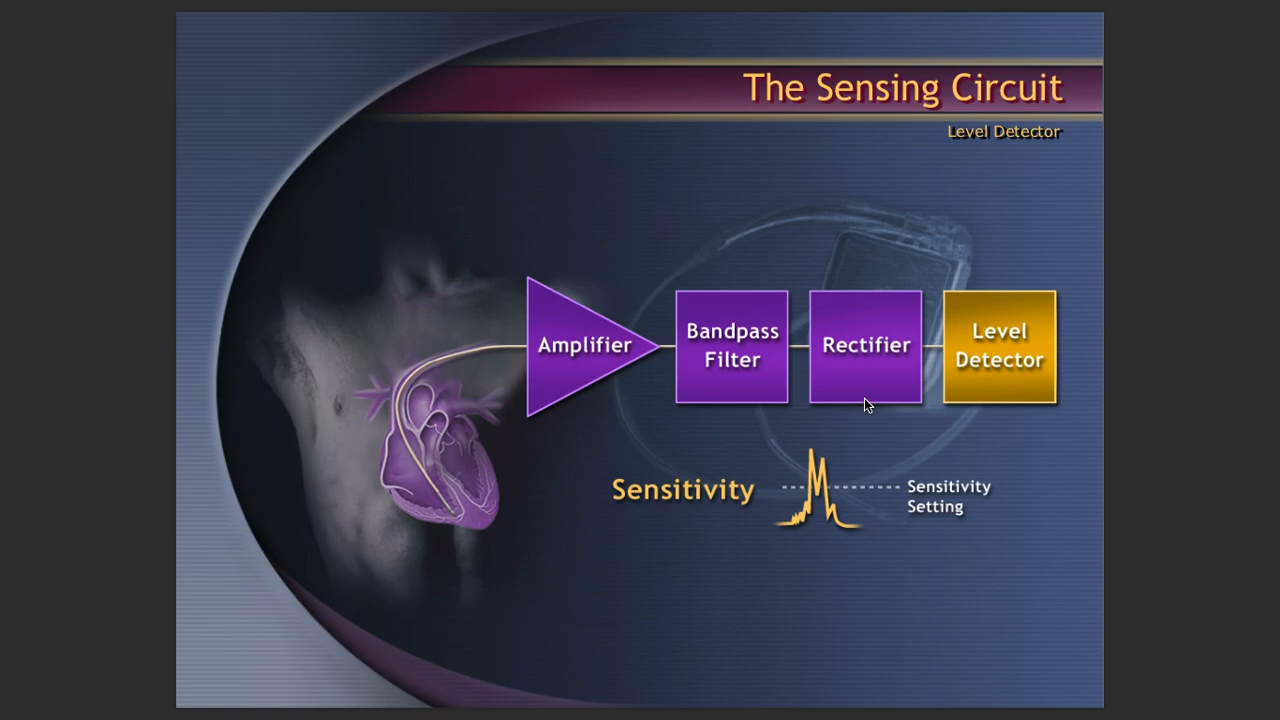 The Sensing Circuit
Level Detector
Amplifier
Bandpass
Filter
Rectifier
Level
Detector
Sensitivity
Sensitivity
Setting